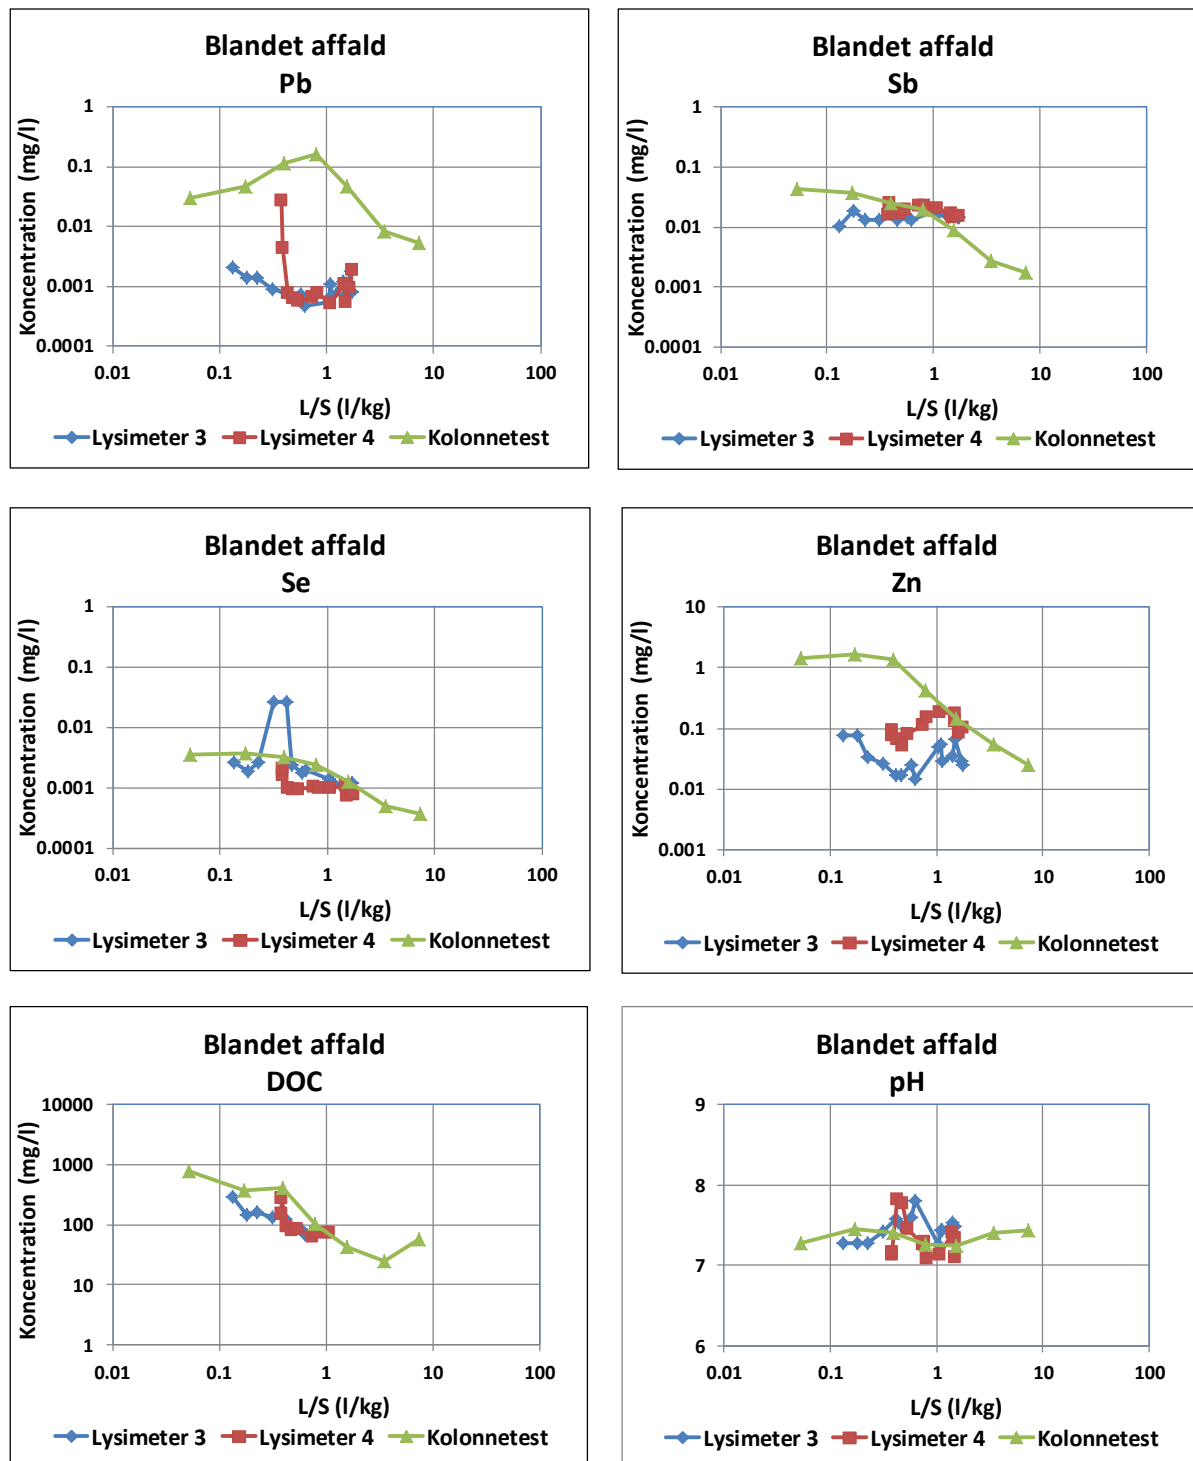 Blandet affald
Pb
Koncentration (mg/l)
1
0.1
0.01
0.001
0.0001
0.01 0.1 1 10 100
L/S (l/kg)
Lysimeter 3 Lysimeter 4 Kolonnetest
Blandet affald
Sb
Koncentration (mg/l)
1
0.1
0.01
0.001
0.0001
0.01 0.1 1 10 100
L/S (l/kg)
Lysimeter 3 Lysimeter 4 Kolonnetest
Blandet affald
Se
Koncentration (mg/l)
1
0.1
0.01
0.001
0.0001
0.01 0.1 1 10 100
L/S (l/kg)
Lysimeter 3 Lysimeter 4 Kolonnetest
Blandet affald
Zn
Koncentration (mg/l)
10
1
0.1
0.01
0.001
0.01 0.1 1 10 100
L/S (l/kg)
Lysimeter 3 Lysimeter 4 Kolonnetest
Blandet affald
DOC
Koncentration (mg/l)
10000
1000
100
10
1
0.01 0.1 1 10 100
L/S (l/kg)
Lysimeter 3 Lysimeter 4 Kolonnetest
Blandet affald
pH
9
8
7
6
0.01 0.1 1 10 100
L/S (l/kg)
Lysimeter 3 Lysimeter 4 Kolonnetest